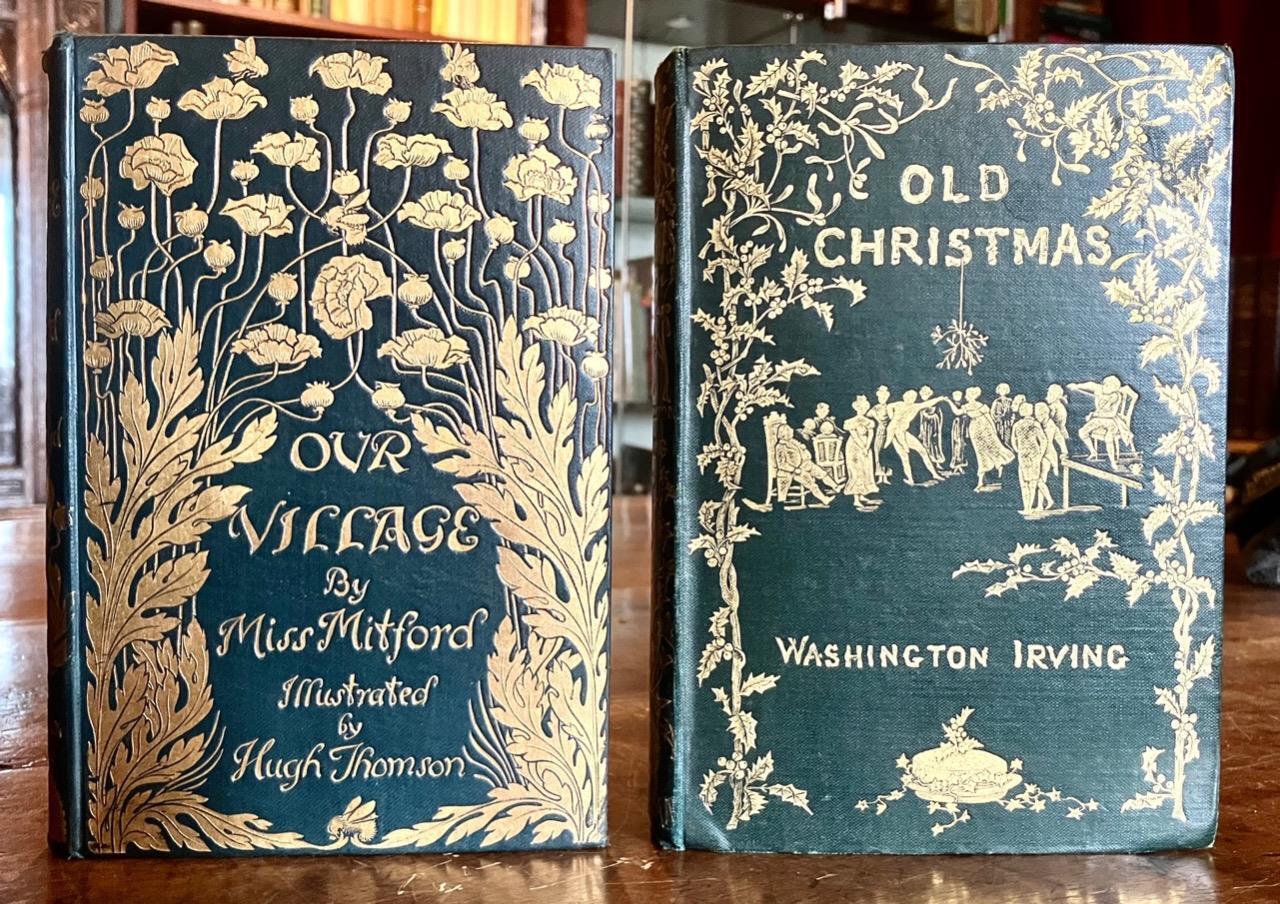 OUR
VILLAGE
By
Miss Mitford
Illustrated
by
Hugh Thomson
OLD
CHRISTMAS
WASHINGTON IRVING